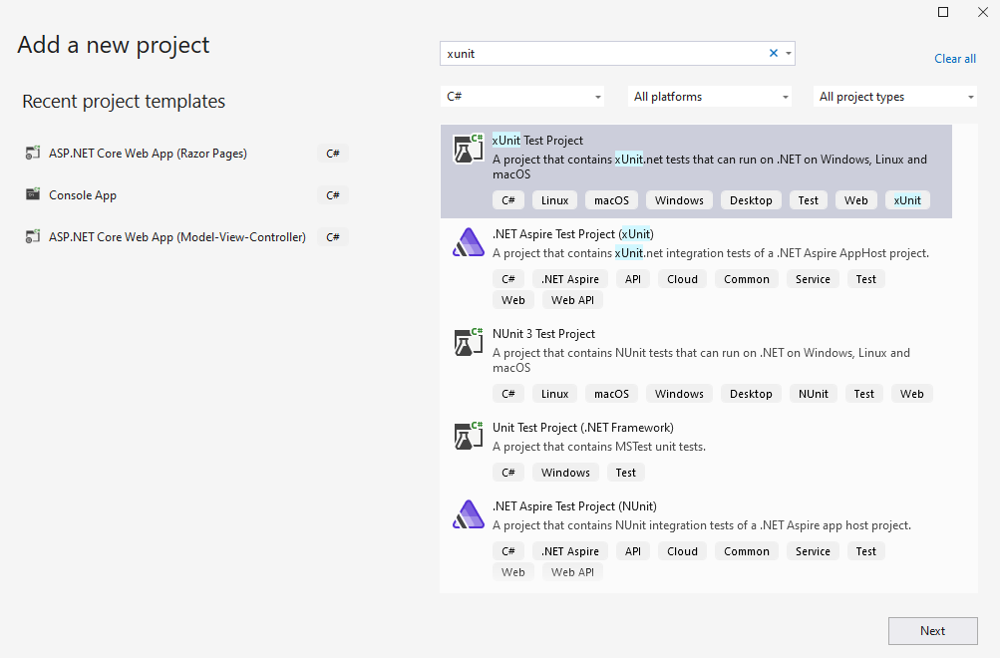 Add a new project
Recent project templates
ASP.NET Core Web App (Razor Pages) C#
Console App C#
ASP.NET Core Web App (Model-View-Controller) C#
xunit
Clear all
C# All platforms All project types
xUnit Test Project
A project that contains xUnit.net tests that can run on .NET on Windows, Linux and
macOS
C# Linux macOS Windows Desktop Test Web xUnit
.NET Aspire Test Project (xUnit)
A project that contains xUnit.net integration tests of a .NET Aspire AppHost project.
C# .NET Aspire API Cloud Common Service Test
Web Web API
NUnit 3 Test Project
A project that contains NUnit tests that can run on .NET on Windows, Linux and
macOS
C# Linux macOS Windows Desktop NUnit Test Web
Unit Test Project (.NET Framework)
A project that contains MSTest unit tests.
C# Windows Test
.NET Aspire Test Project (NUnit)
A project that contains NUnit integration tests of a .NET Aspire app host project.
C# .NET Aspire API Cloud Common Service Test
Web Web API
Next